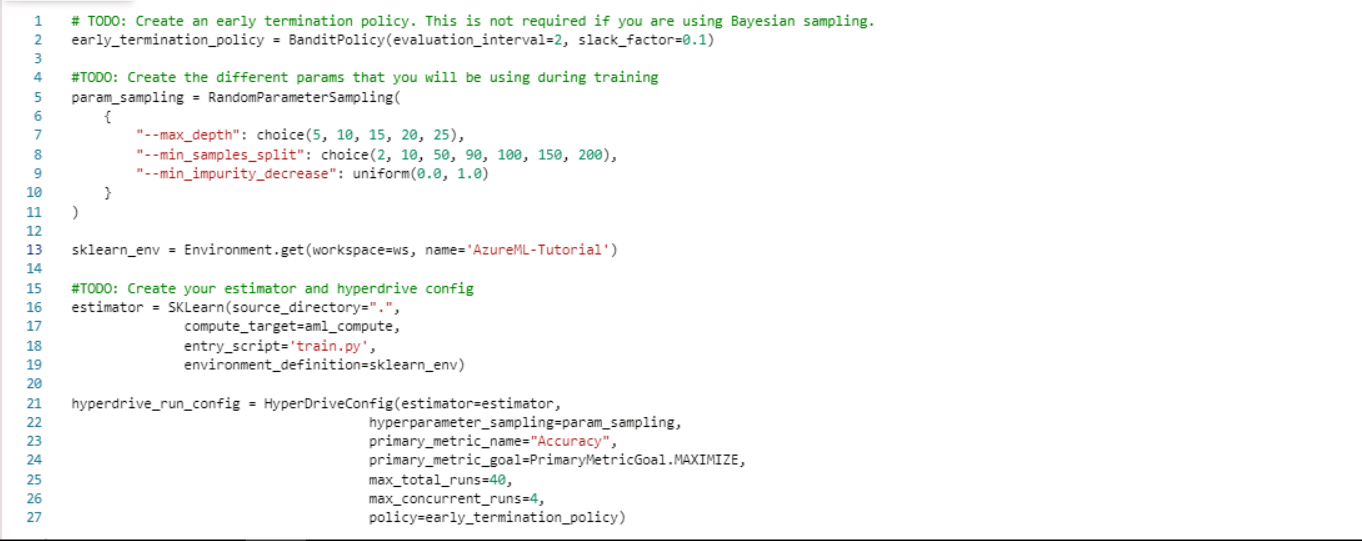 1 # TODO: Create an early termination policy. This is not required if you are using Bayesian sampling.
2 early_termination_policy = BanditPolicy(evaluation_interval=2, slack_factor=0.1)
3
4 #TODO: Create the different params that you will be using during training
5 param_sampling = RandomParameterSampling(
6     {
7         "--max_depth": choice(5, 10, 15, 20, 25),
8         "--min_samples_split": choice(2, 10, 50, 90, 100, 150, 200),
9         "--min_impurity_decrease": uniform(0.0, 1.0)
10     }
11 )
12
13 sklearn_env = Environment.get(workspace=ws, name='AzureML-Tutorial')
14
15 #TODO: Create your estimator and hyperdrive config
16 estimator = SKLearn(source_directory=".",
17               compute_target=aml_compute,
18               entry_script='train.py',
19               environment_definition=sklearn_env)
20
21 hyperdrive_run_config = HyperDriveConfig(estimator=estimator,
22                                      hyperparameter_sampling=param_sampling,
23                                      primary_metric_name="Accuracy",
24                                      primary_metric_goal=PrimaryMetricGoal.MAXIMIZE,
25                                      max_total_runs=40,
26                                      max_concurrent_runs=4,
27                                      policy=early_termination_policy)